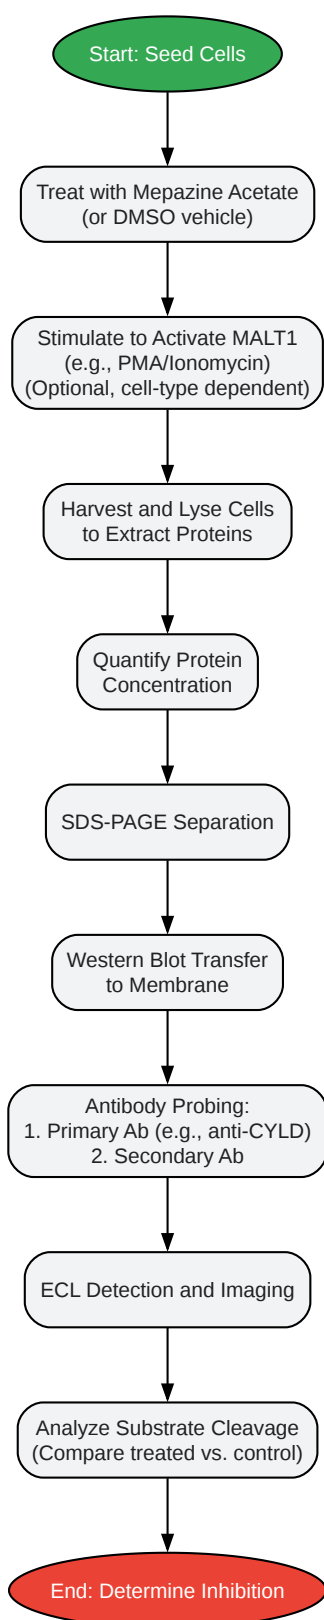 Start: Seed Cells
Treat with Mepazine Acetate
(or DMSO vehicle)
Stimulate to Activate MALT1
(e.g., PMA/Ionomycin)
(Optional, cell-type dependent)
Harvest and Lyse Cells
to Extract Proteins
Quantify Protein
Concentration
SDS-PAGE Separation
Western Blot Transfer
to Membrane
Antibody Probing:
1. Primary Ab (e.g., anti-CYLD)
2. Secondary Ab
ECL Detection and Imaging
Analyze Substrate Cleavage
(Compare treated vs. control)
End: Determine Inhibition